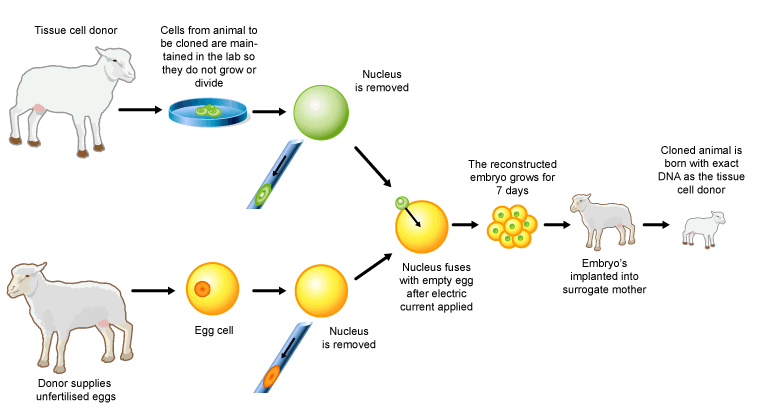 Tissue cell donor
Cells from animal to
be cloned are main-
tained in the lab so
they do not grow or
divide
Nucleus
is removed
The reconstructed
embryo grows for
7 days
Cloned animal is
born with exact
DNA as the tissue
cell donor
Nucleus fuses
with empty egg
after electric
current applied
Embryo's
implanted into
surrogate mother
Egg cell
Nucleus
is removed
Donor supplies
unfertilised eggs